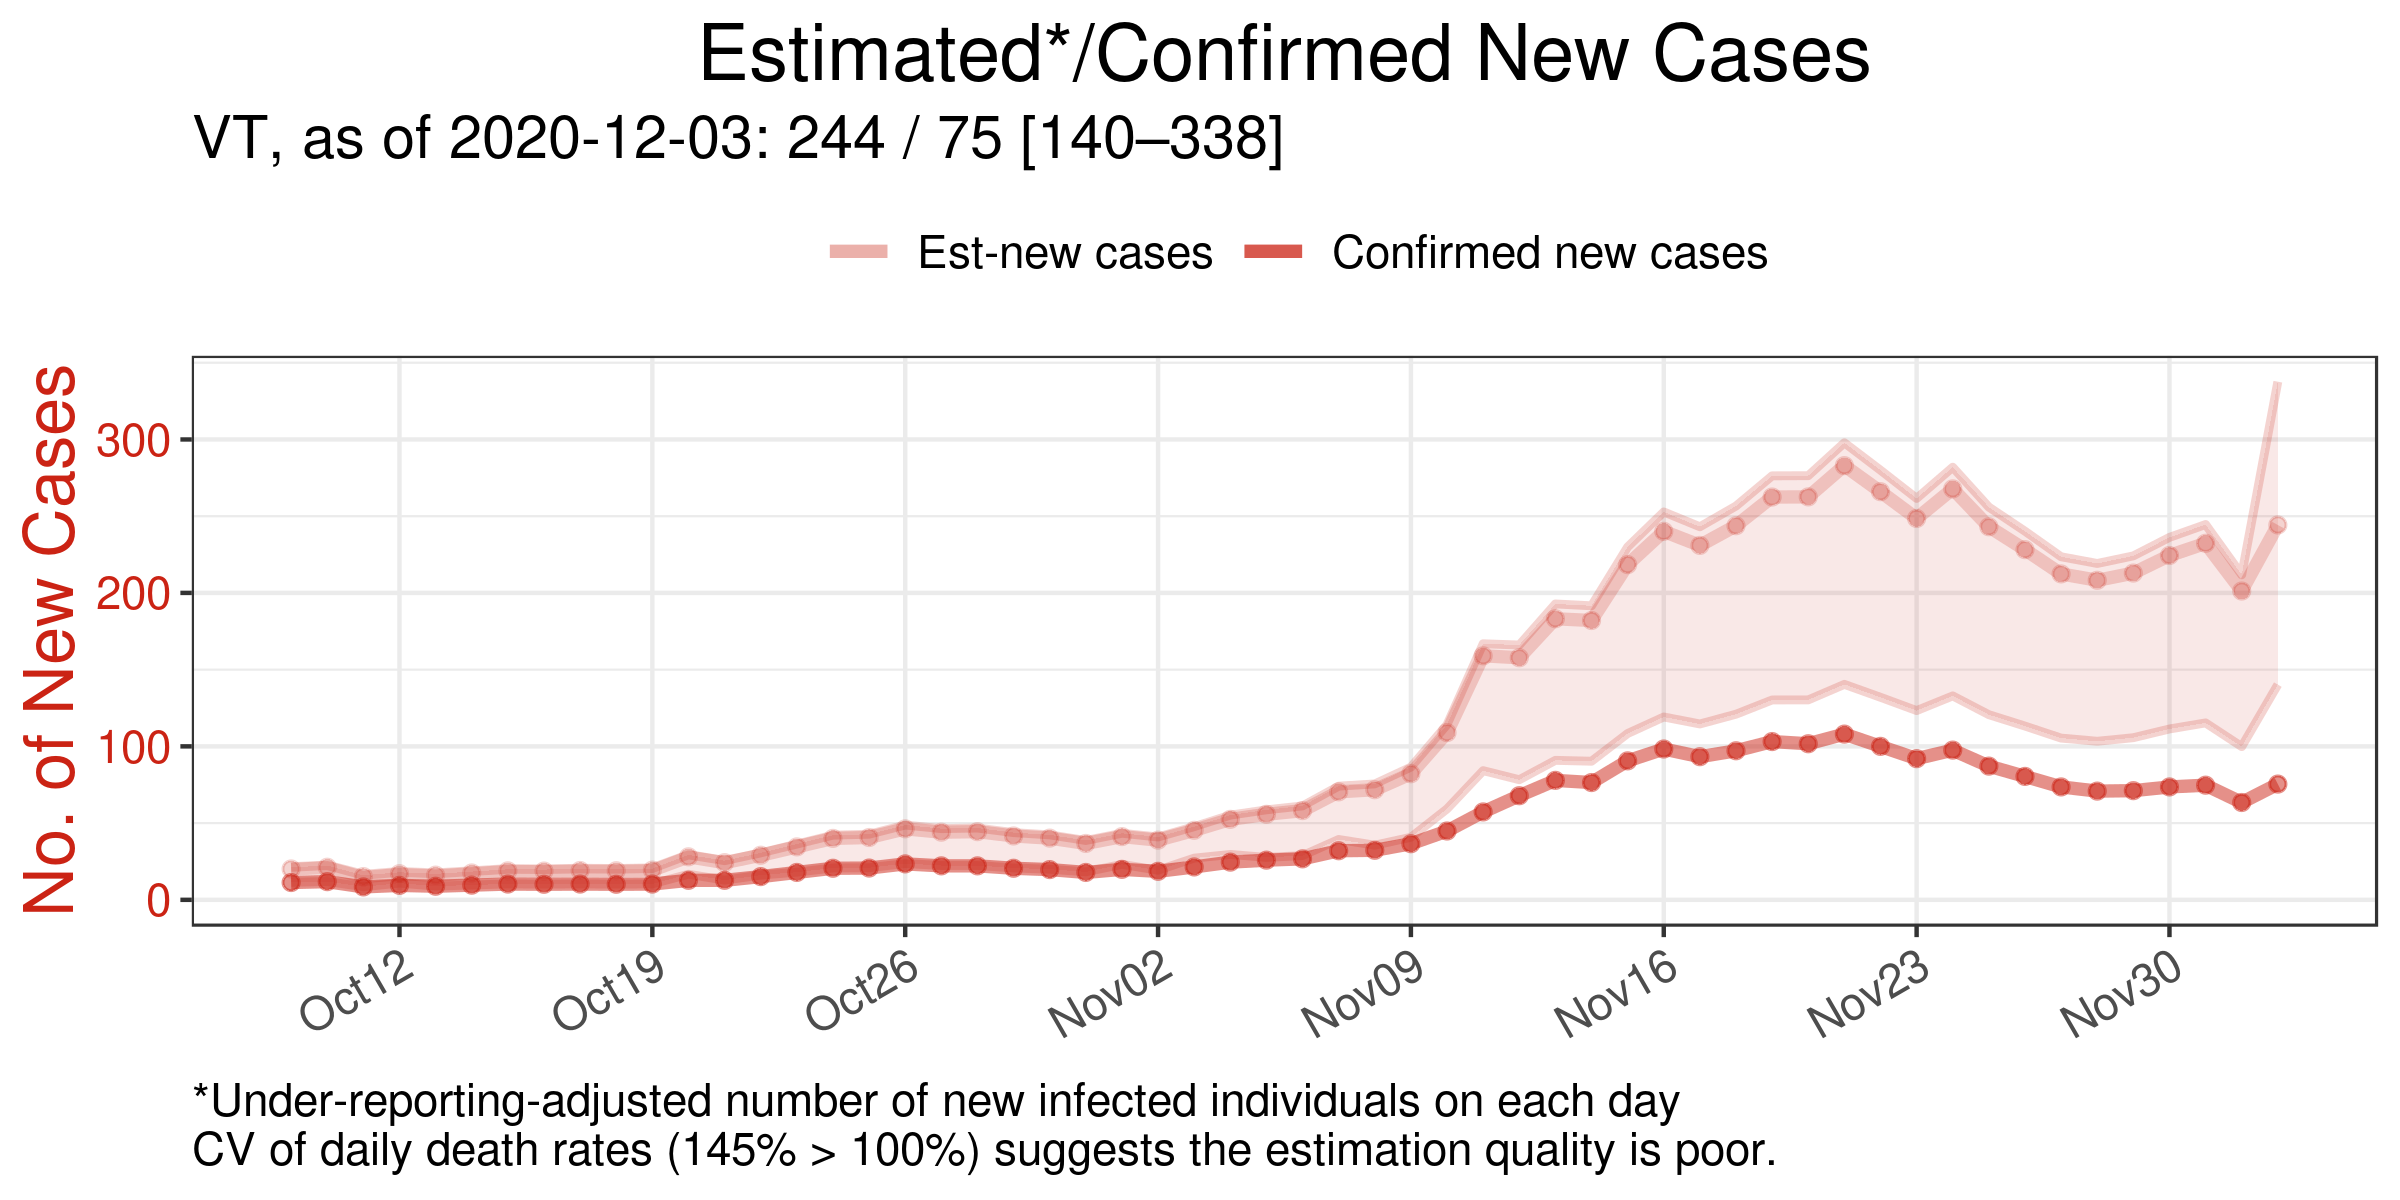 Estimated*/Confirmed New Cases
VT, as of 2020-12-03: 244 / 75 [140–338]
Est-new cases
Confirmed new cases
No. of New Cases
300
200
100
0
Oct12
Oct19
Oct26
Nov02
Nov09
Nov16
Nov23
Nov30
*Under-reporting-adjusted number of new infected individuals on each day
CV of daily death rates (145% > 100%) suggests the estimation quality is poor.